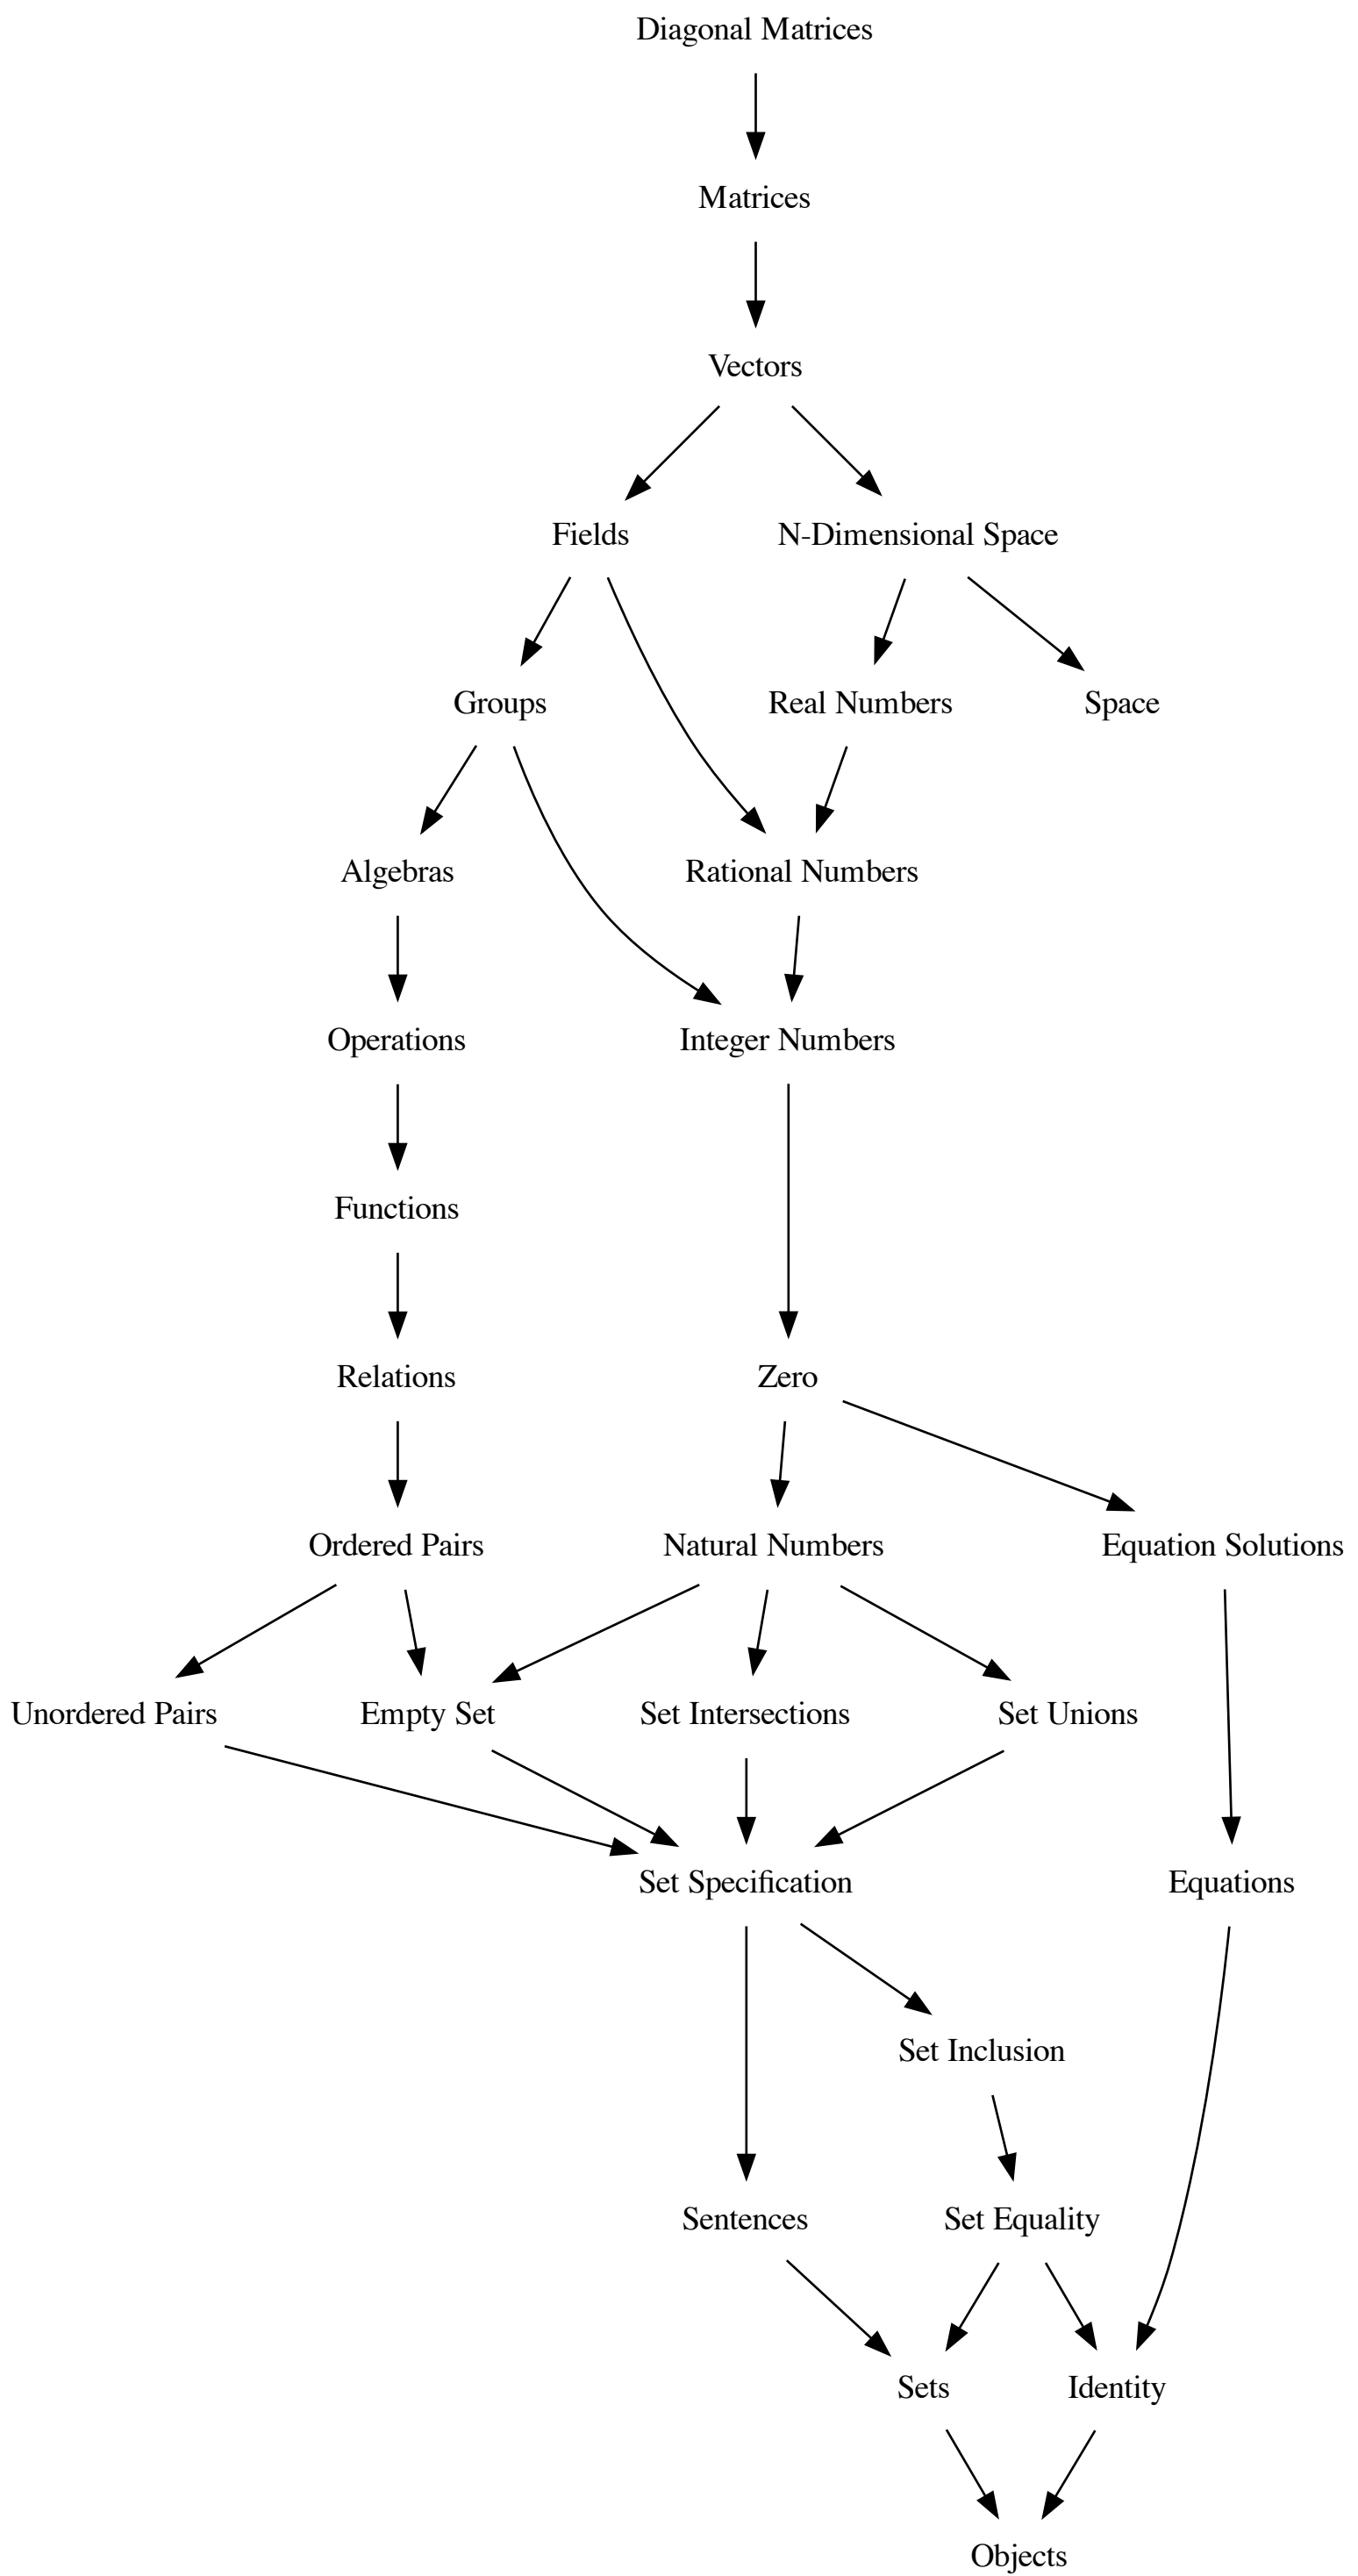 Diagonal Matrices
Matrices
Vectors
Fields
N-Dimensional Space
Groups
Real Numbers
Space
Algebras
Rational Numbers
Operations
Integer Numbers
Functions
Relations
Zero
Ordered Pairs
Natural Numbers
Equation Solutions
Unordered Pairs
Empty Set
Set Intersections
Set Unions
Set Specification
Equations
Set Inclusion
Sentences
Set Equality
Sets
Identity
Objects